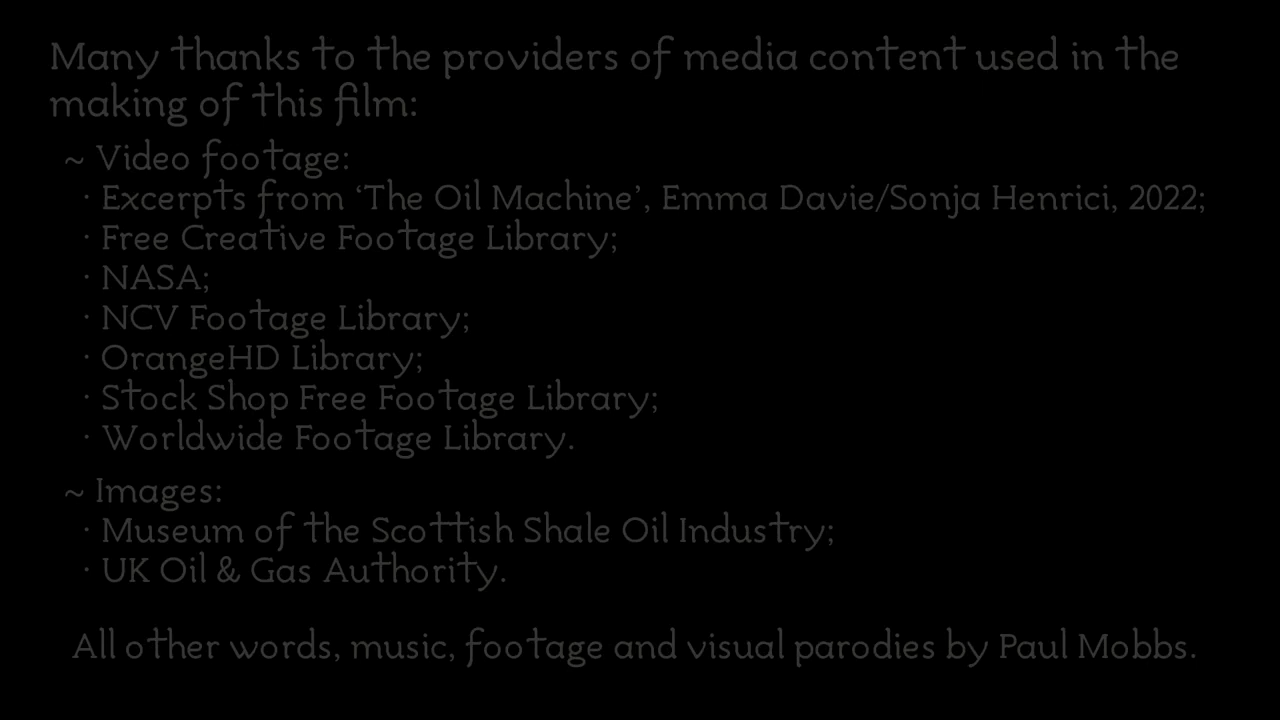 Many thanks to the providers of media content used in the
making of this film:
~ Video footage:
· Excerpts from ‘The Oil Machine’, Emma Davie/Sonja Henrici, 2022;
· Free Creative Footage Library;
· NASA;
· NCV Footage Library;
· OrangeHD Library;
· Stock Shop Free Footage Library;
· Worldwide Footage Library.
~ Images:
· Museum of the Scottish Shale Oil Industry;
· UK Oil & Gas Authority.
All other words, music, footage and visual parodies by Paul Mobbs.